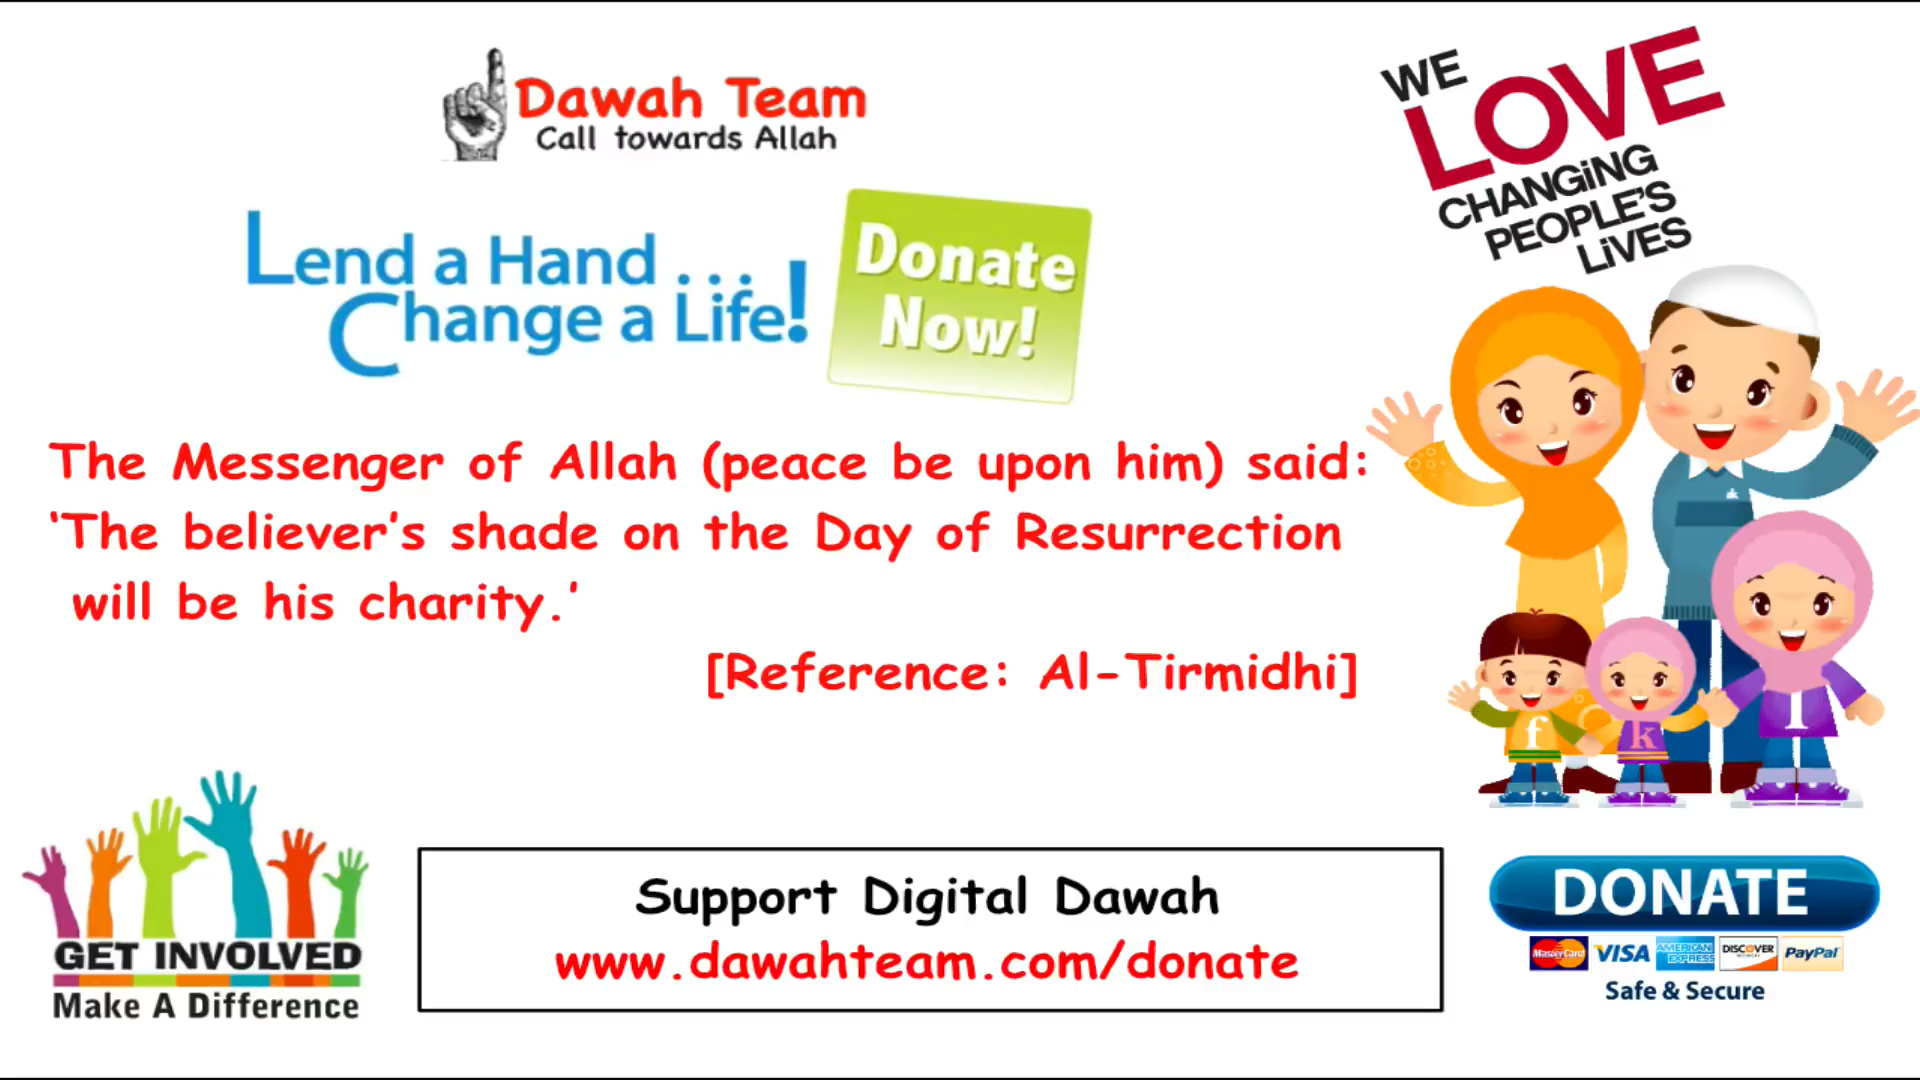 Dawah Team
Call towards Allah
WE
LOVE
CHANGiNG
PEOPLE'S
LiVES
Lend a Hand . . .
Change a Life!
Donate
Now!
The Messenger of Allah (peace be upon him) said:
‘The believer’s shade on the Day of Resurrection
will be his charity.’
[Reference: Al-Tirmidhi]
f
k
l
GET INVOLVED
Make A Difference
Support Digital Dawah
www.dawahteam.com/donate
DONATE
MasterCard VISA AMERICAN EXPRESS DISCOVER PayPal
Safe & Secure